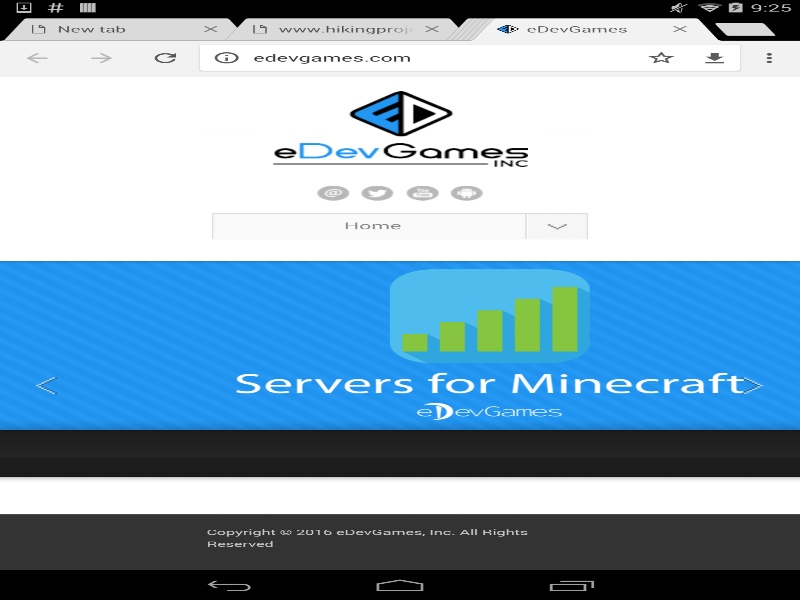 9:25
New tab
www.hikingproj
eDevGames
edevgames.com
eDevGames
INC
Home
Servers for Minecraft
eDevGames
Copyright © 2016 eDevGames, Inc. All Rights
Reserved